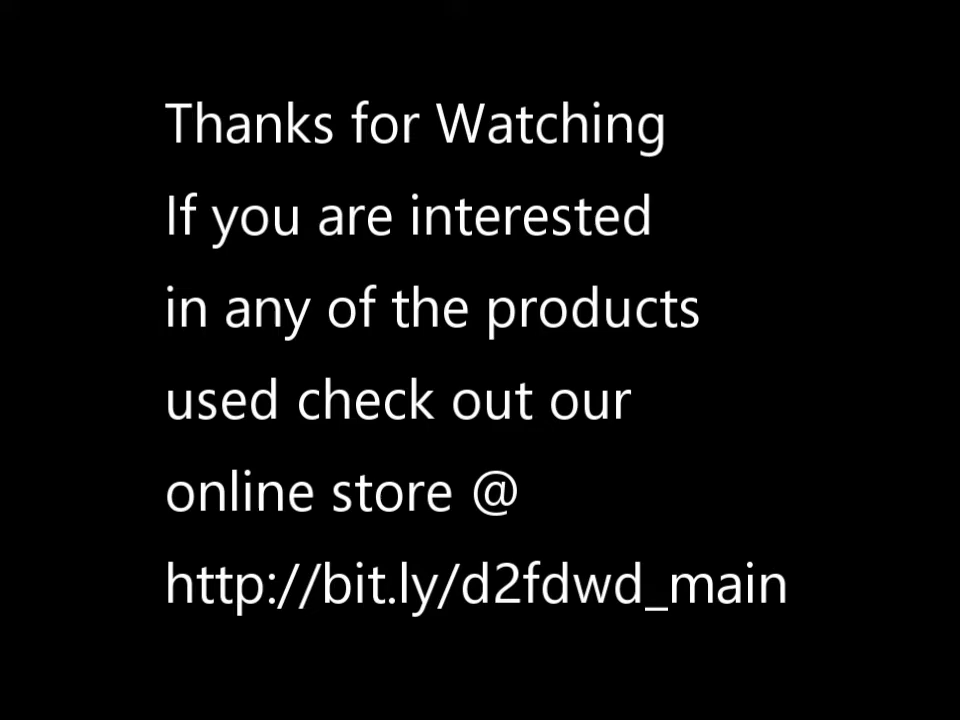 Thanks for Watching
If you are interested
in any of the products
used check out our
online store @
http://bit.ly/d2fdwd_main